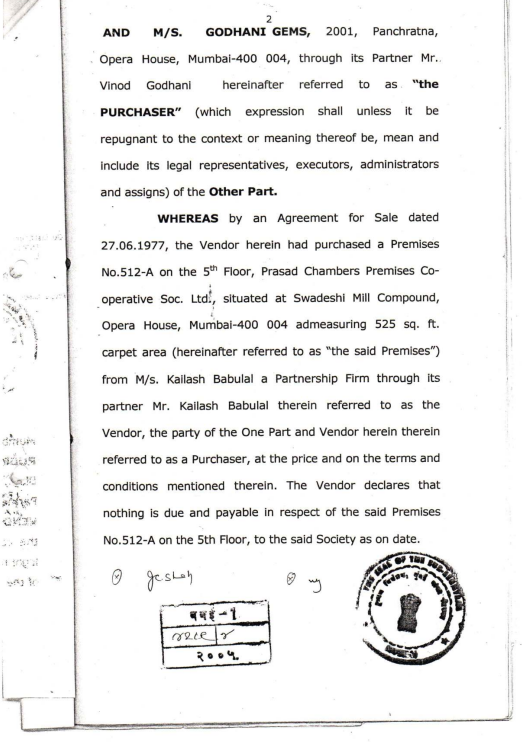 2
AND M/S. GODHANI GEMS, 2001, Panchratna,
Opera House, Mumbai-400 004, through its Partner Mr.
Vinod Godhani hereinafter referred to as "the
PURCHASER" (which expression shall unless it be
repugnant to the context or meaning thereof be, mean and
include its legal representatives, executors, administrators
and assigns) of the Other Part.
WHEREAS by an Agreement for Sale dated
27.06.1977, the Vendor herein had purchased a Premises
No.512-A on the 5th Floor, Prasad Chambers Premises Co-
operative Soc. Ltd., situated at Swadeshi Mill Compound,
Opera House, Mumbai-400 004 admeasuring 525 sq. ft.
carpet area (hereinafter referred to as "the said Premises")
from M/s. Kailash Babulal a Partnership Firm through its
partner Mr. Kailash Babulal therein referred to as the
Vendor, the party of the One Part and Vendor herein therein
referred to as a Purchaser, at the price and on the terms and
conditions mentioned therein. The Vendor declares that
nothing is due and payable in respect of the said Premises
No.512-A on the 5th Floor, to the said Society as on date.
बबई-1
२००५
THE SEAL OF THE SUB-REGISTRAR